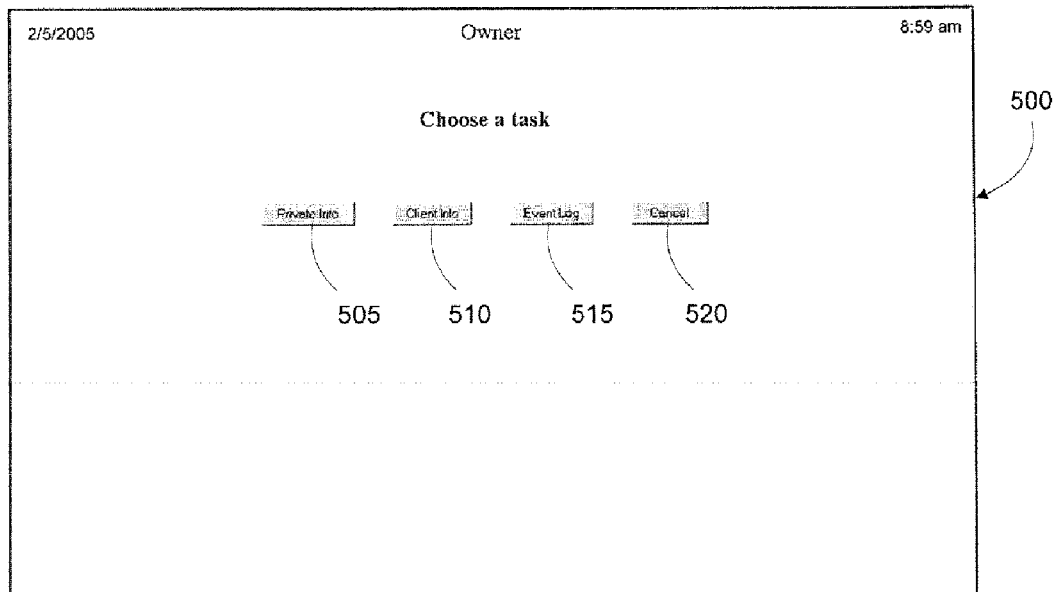 2/5/2005 Owner 8:59 am
500
Choose a task
Private Info Client Info Event Log Cancel
505 510 515 520